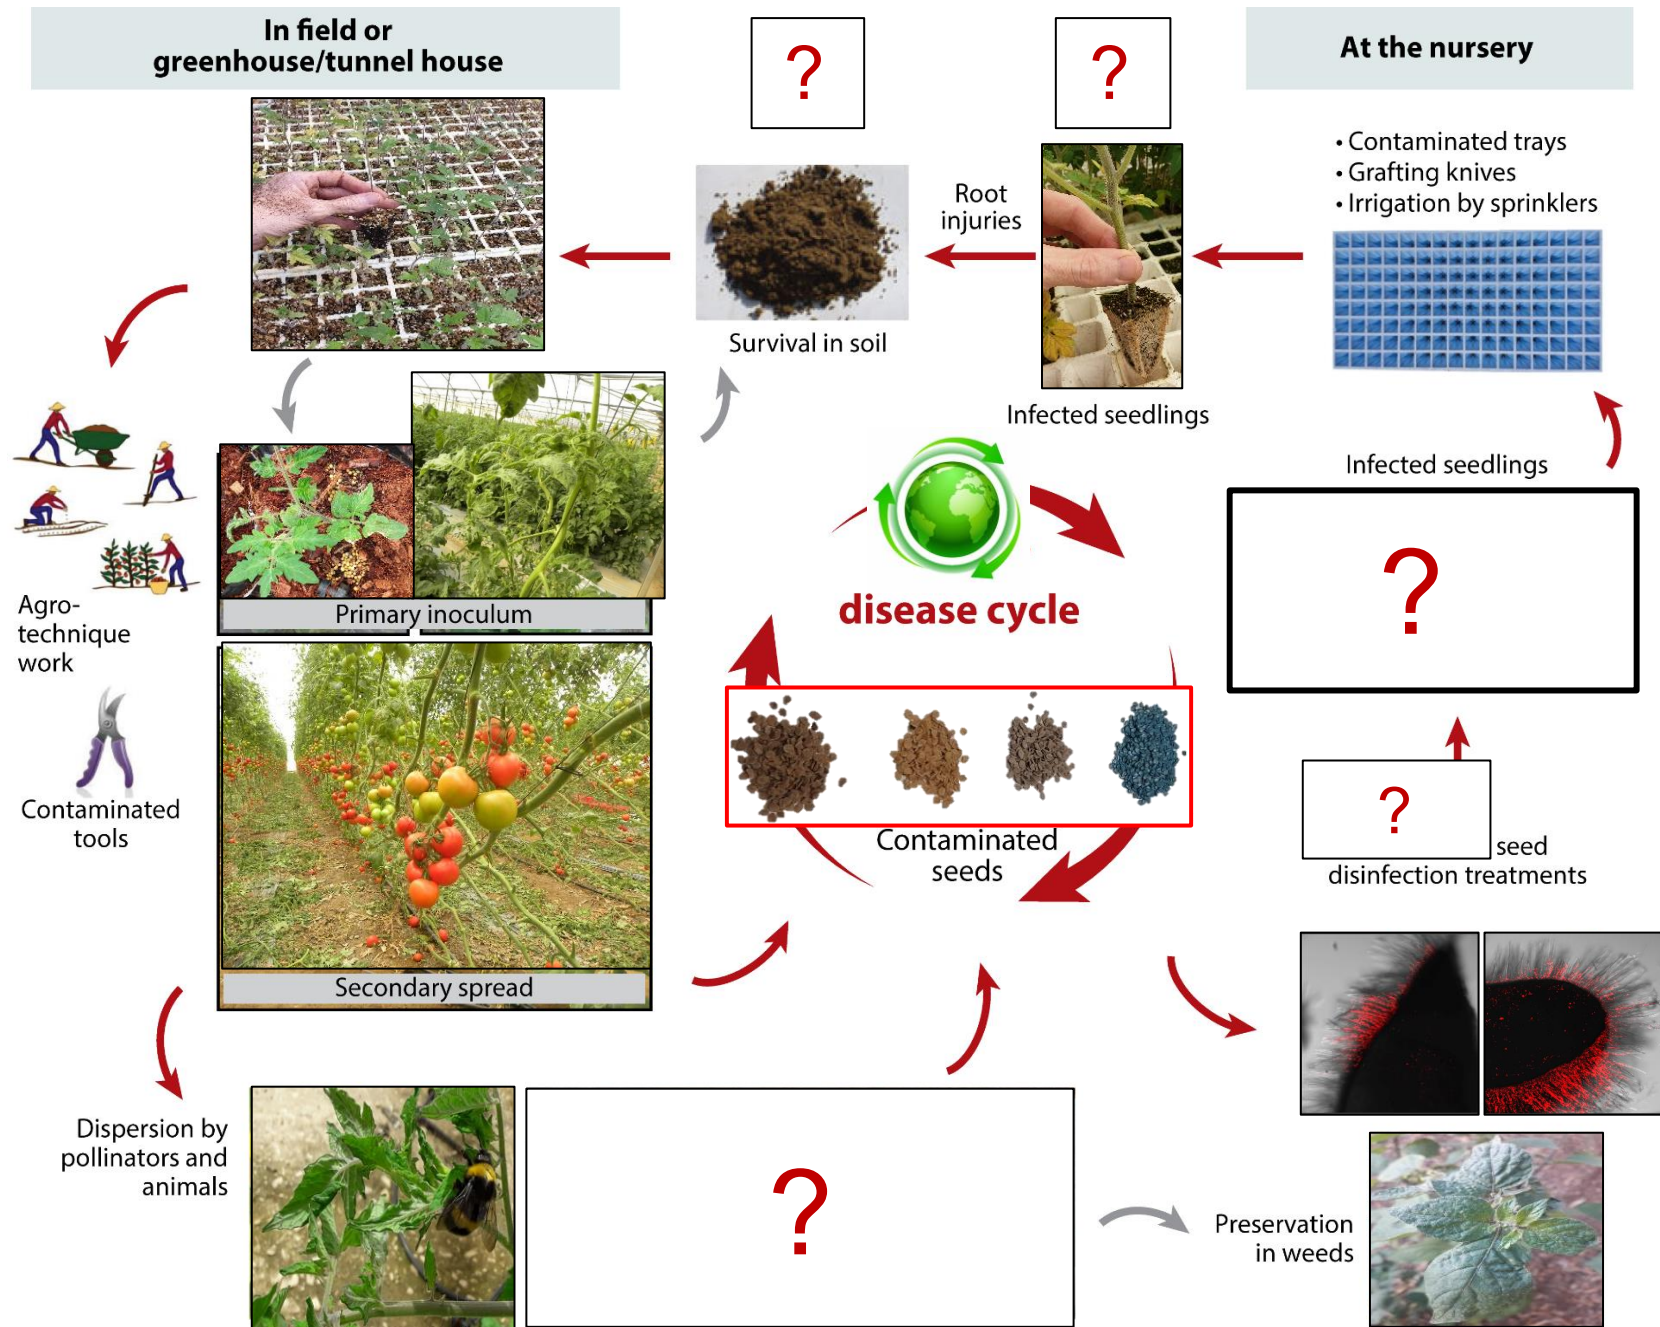 In field or
greenhouse/tunnel house
?
?
At the nursery
• Contaminated trays
• Grafting knives
• Irrigation by sprinklers
Root
injuries
Survival in soil
Infected seedlings
Infected seedlings
?
Agro-
technique
work
Primary inoculum
disease cycle
Contaminated
tools
Contaminated
seeds
?
seed
disinfection treatments
Secondary spread
Dispersion by
pollinators and
animals
?
Preservation
in weeds